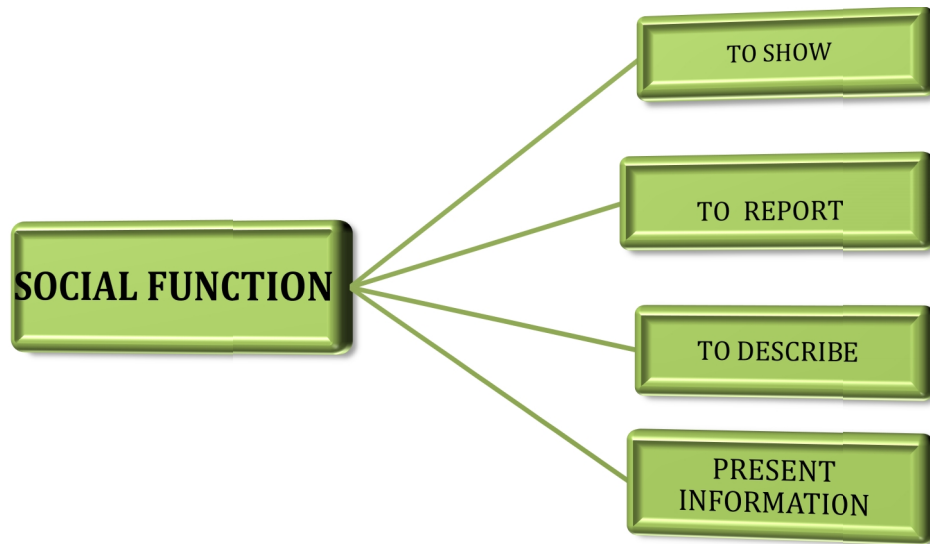 TO SHOW
TO REPORT
SOCIAL FUNCTION
TO DESCRIBE
PRESENT
INFORMATION